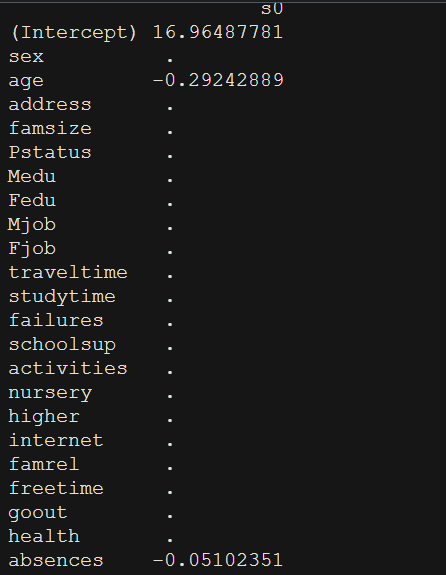 s0
(Intercept) 16.96487781
sex .
age -0.29242889
address .
famsize .
Pstatus .
Medu .
Fedu .
Mjob .
Fjob .
traveltime .
studytime .
failures .
schoolsup .
activities .
nursery .
higher .
internet .
famrel .
freetime .
goout .
health .
absences -0.05102351